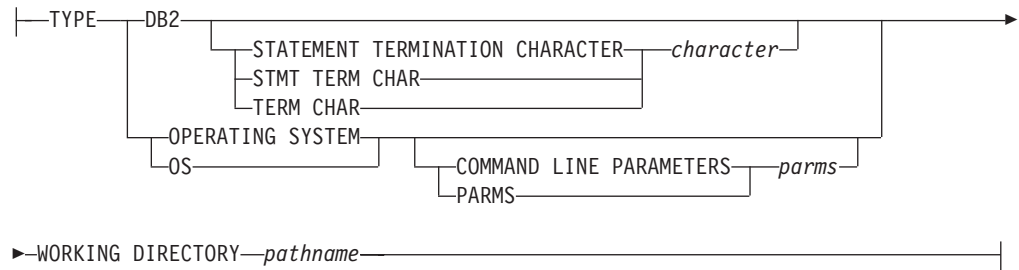 TYPE DB2
STATEMENT TERMINATION CHARACTER character
STMT TERM CHAR
TERM CHAR
OPERATING SYSTEM
OS
COMMAND LINE PARAMETERS parms
PARMS
WORKING DIRECTORY pathname